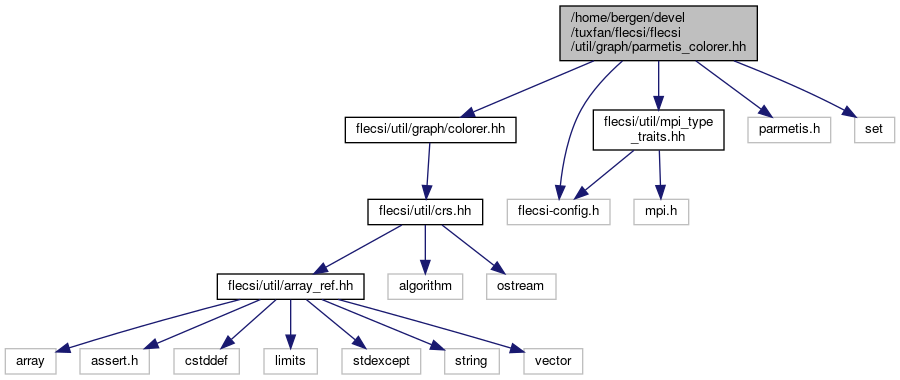 /home/bergen/devel
/tuxfan/flecsi/flecsi
/util/graph/parmetis_colorer.hh
flecsi/util/graph/colorer.hh
flecsi/util/mpi_type
_traits.hh
parmetis.h
set
flecsi/util/crs.hh
flecsi-config.h
mpi.h
flecsi/util/array_ref.hh
algorithm
ostream
array
assert.h
cstddef
limits
stdexcept
string
vector